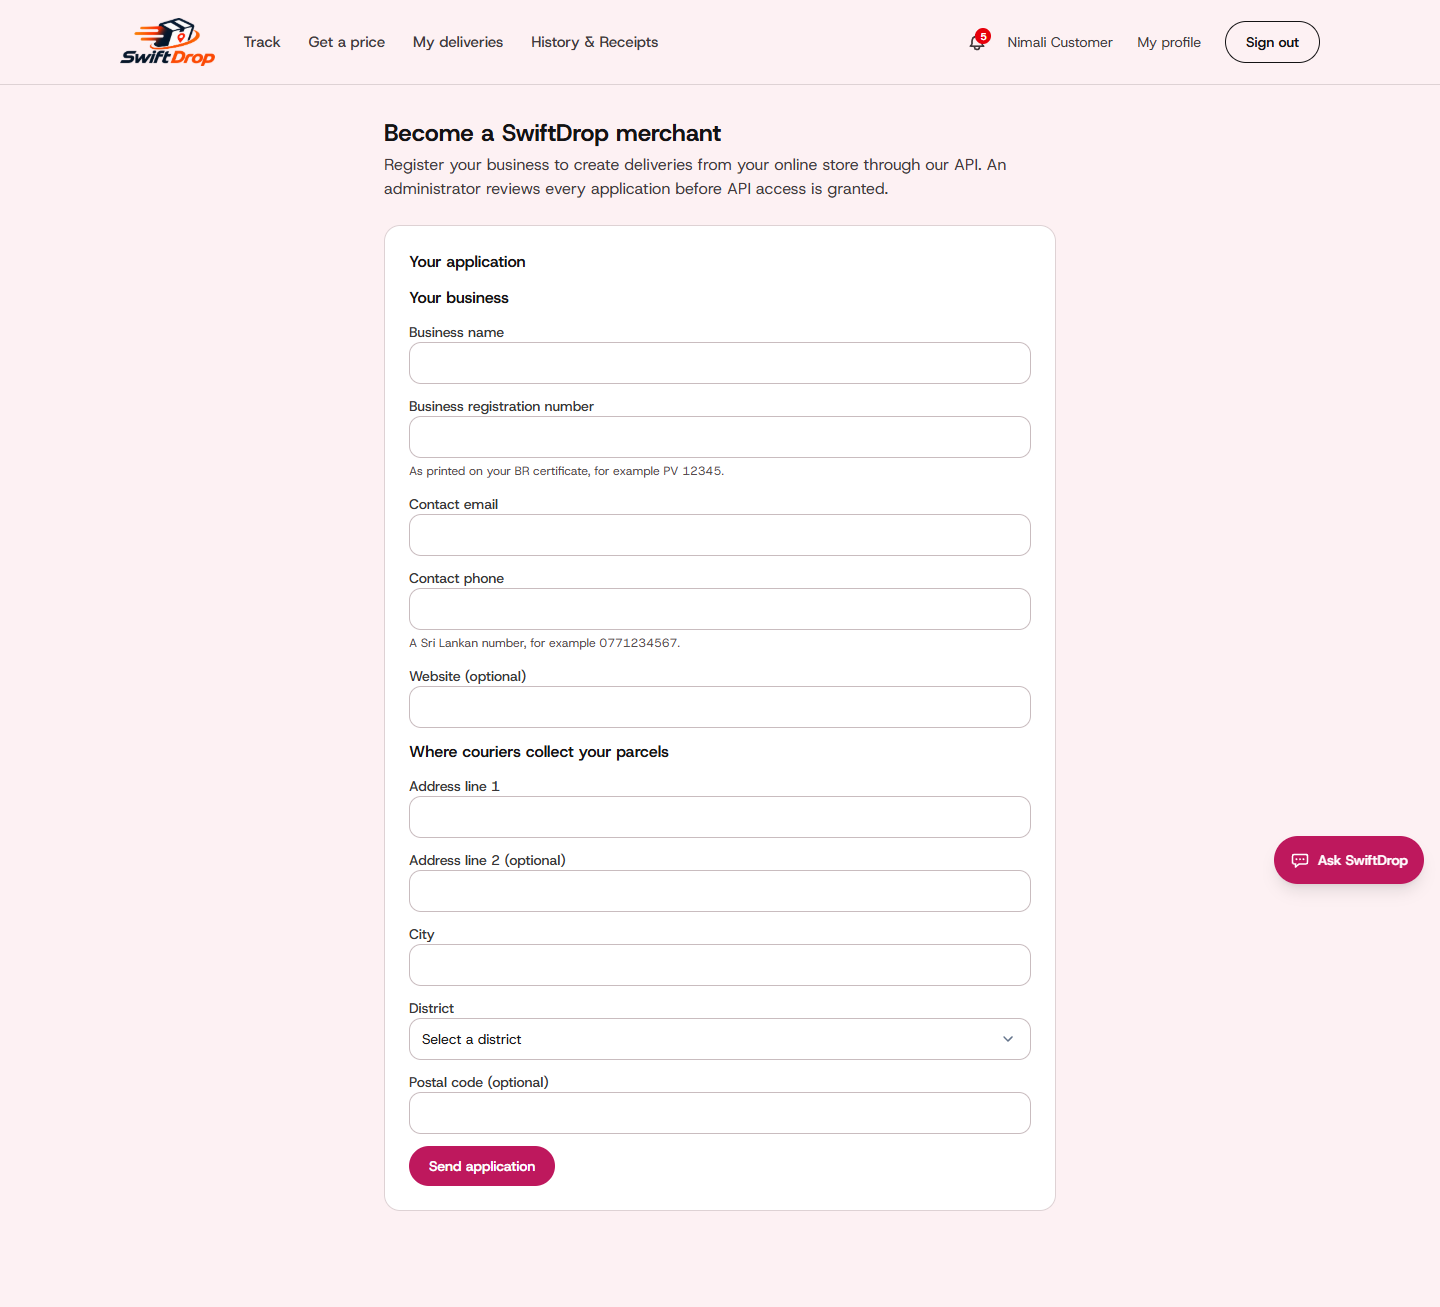 SwiftDrop
Track
Get a price
My deliveries
History & Receipts
5
Nimali Customer
My profile
Sign out
Become a SwiftDrop merchant
Register your business to create deliveries from your online store through our API. An
administrator reviews every application before API access is granted.
Your application
Your business
Business name
Business registration number
As printed on your BR certificate, for example PV 12345.
Contact email
Contact phone
A Sri Lankan number, for example 0771234567.
Website (optional)
Where couriers collect your parcels
Address line 1
Address line 2 (optional)
City
District
Select a district
Postal code (optional)
Send application
Ask SwiftDrop